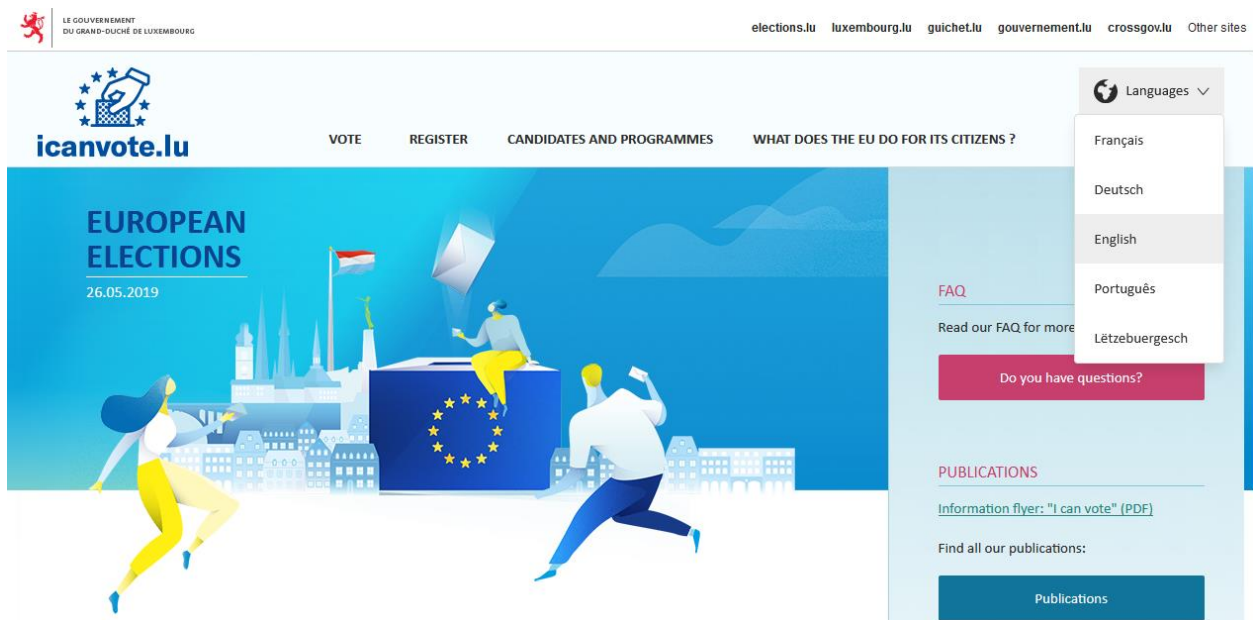 LE GOUVERNEMENT
DU GRAND-DUCHÉ DE LUXEMBOURG
elections.lu luxembourg.lu guichet.lu gouvernement.lu crossgov.lu Other sites
icanvote.lu
VOTE REGISTER CANDIDATES AND PROGRAMMES WHAT DOES THE EU DO FOR ITS CITIZENS ?
Languages
Français
Deutsch
English
Português
Lëtzebuergesch
EUROPEAN
ELECTIONS
26.05.2019
FAQ
Read our FAQ for more
Do you have questions?
PUBLICATIONS
Information flyer: "I can vote" (PDF)
Find all our publications:
Publications